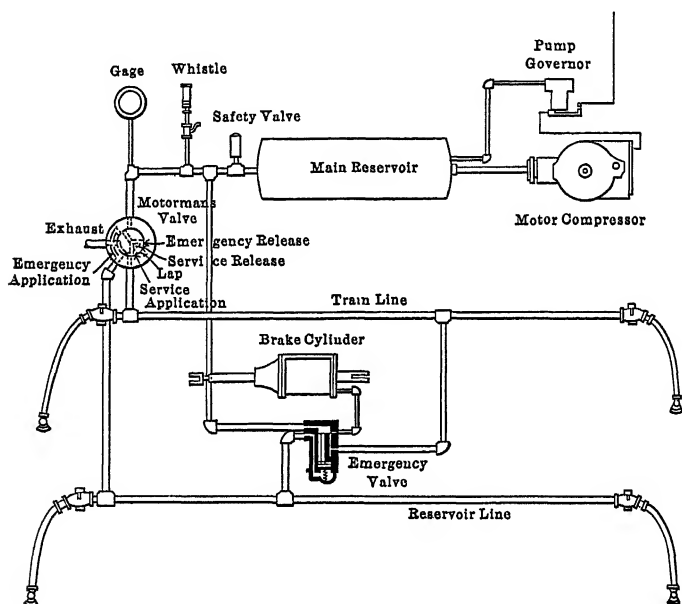 Pump
Governor
Gage
Whistle
Safety Valve
Main Reservoir
Motor Compressor
Motormans
Valve
Exhaust
Emergency Release
Service Release
Emergency
Application
Lap
Service
Application
Train Line
Brake Cylinder
Emergency
Valve
Reservoir Line